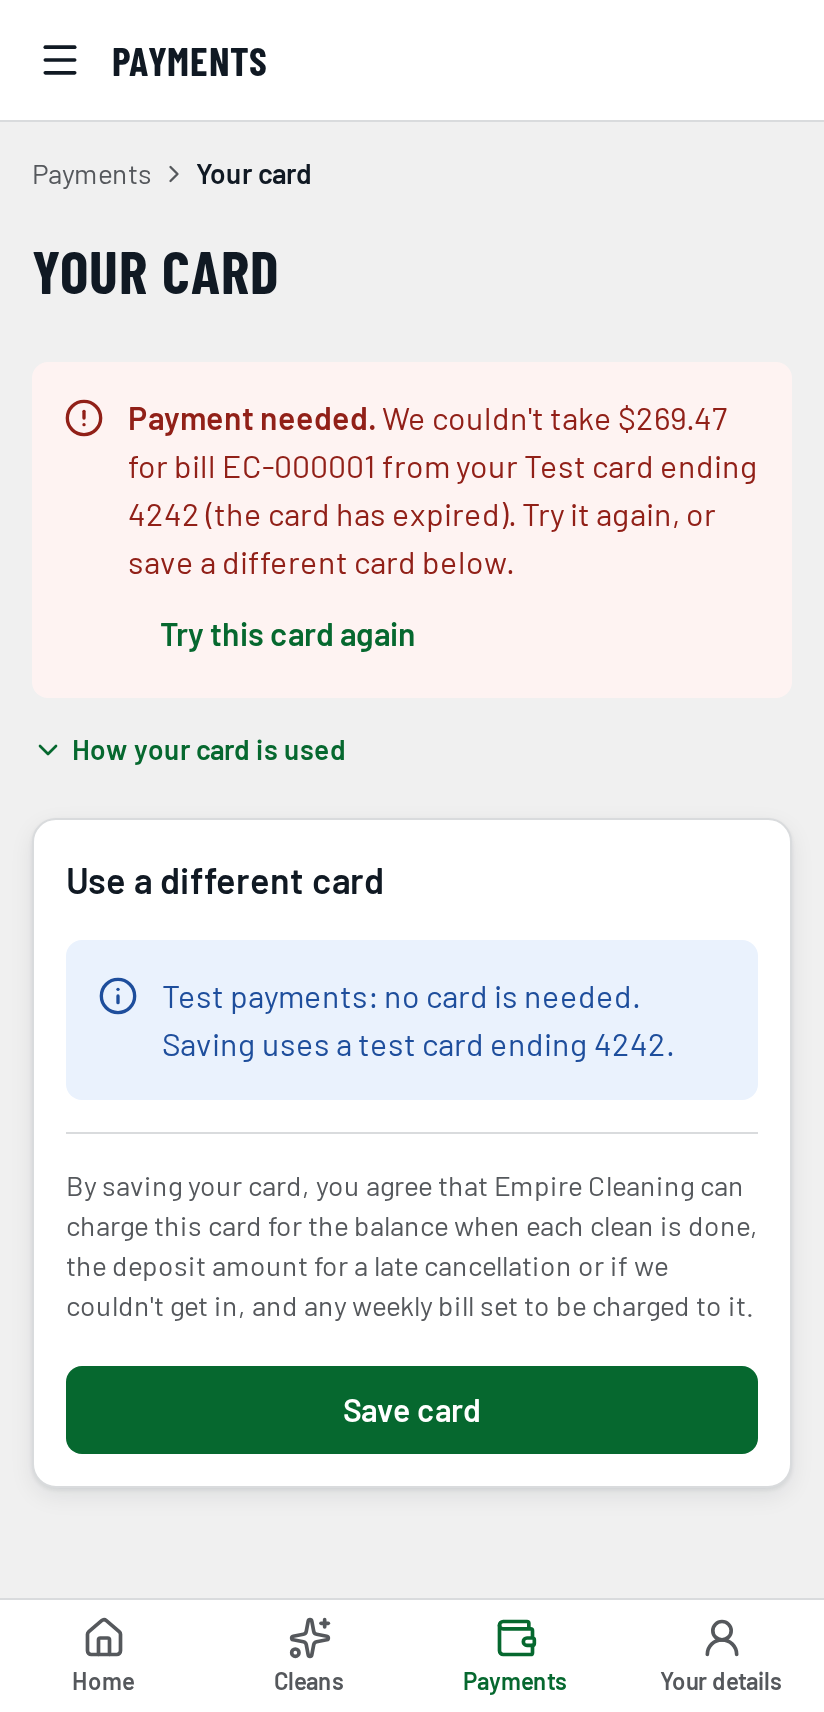 PAYMENTS
Payments > Your card
YOUR CARD
Payment needed. We couldn't take $269.47
for bill EC-000001 from your Test card ending
4242 (the card has expired). Try it again, or
save a different card below.
Try this card again
How your card is used
Use a different card
Test payments: no card is needed.
Saving uses a test card ending 4242.
By saving your card, you agree that Empire Cleaning can
charge this card for the balance when each clean is done,
the deposit amount for a late cancellation or if we
couldn't get in, and any weekly bill set to be charged to it.
Save card
Home Cleans Payments Your details